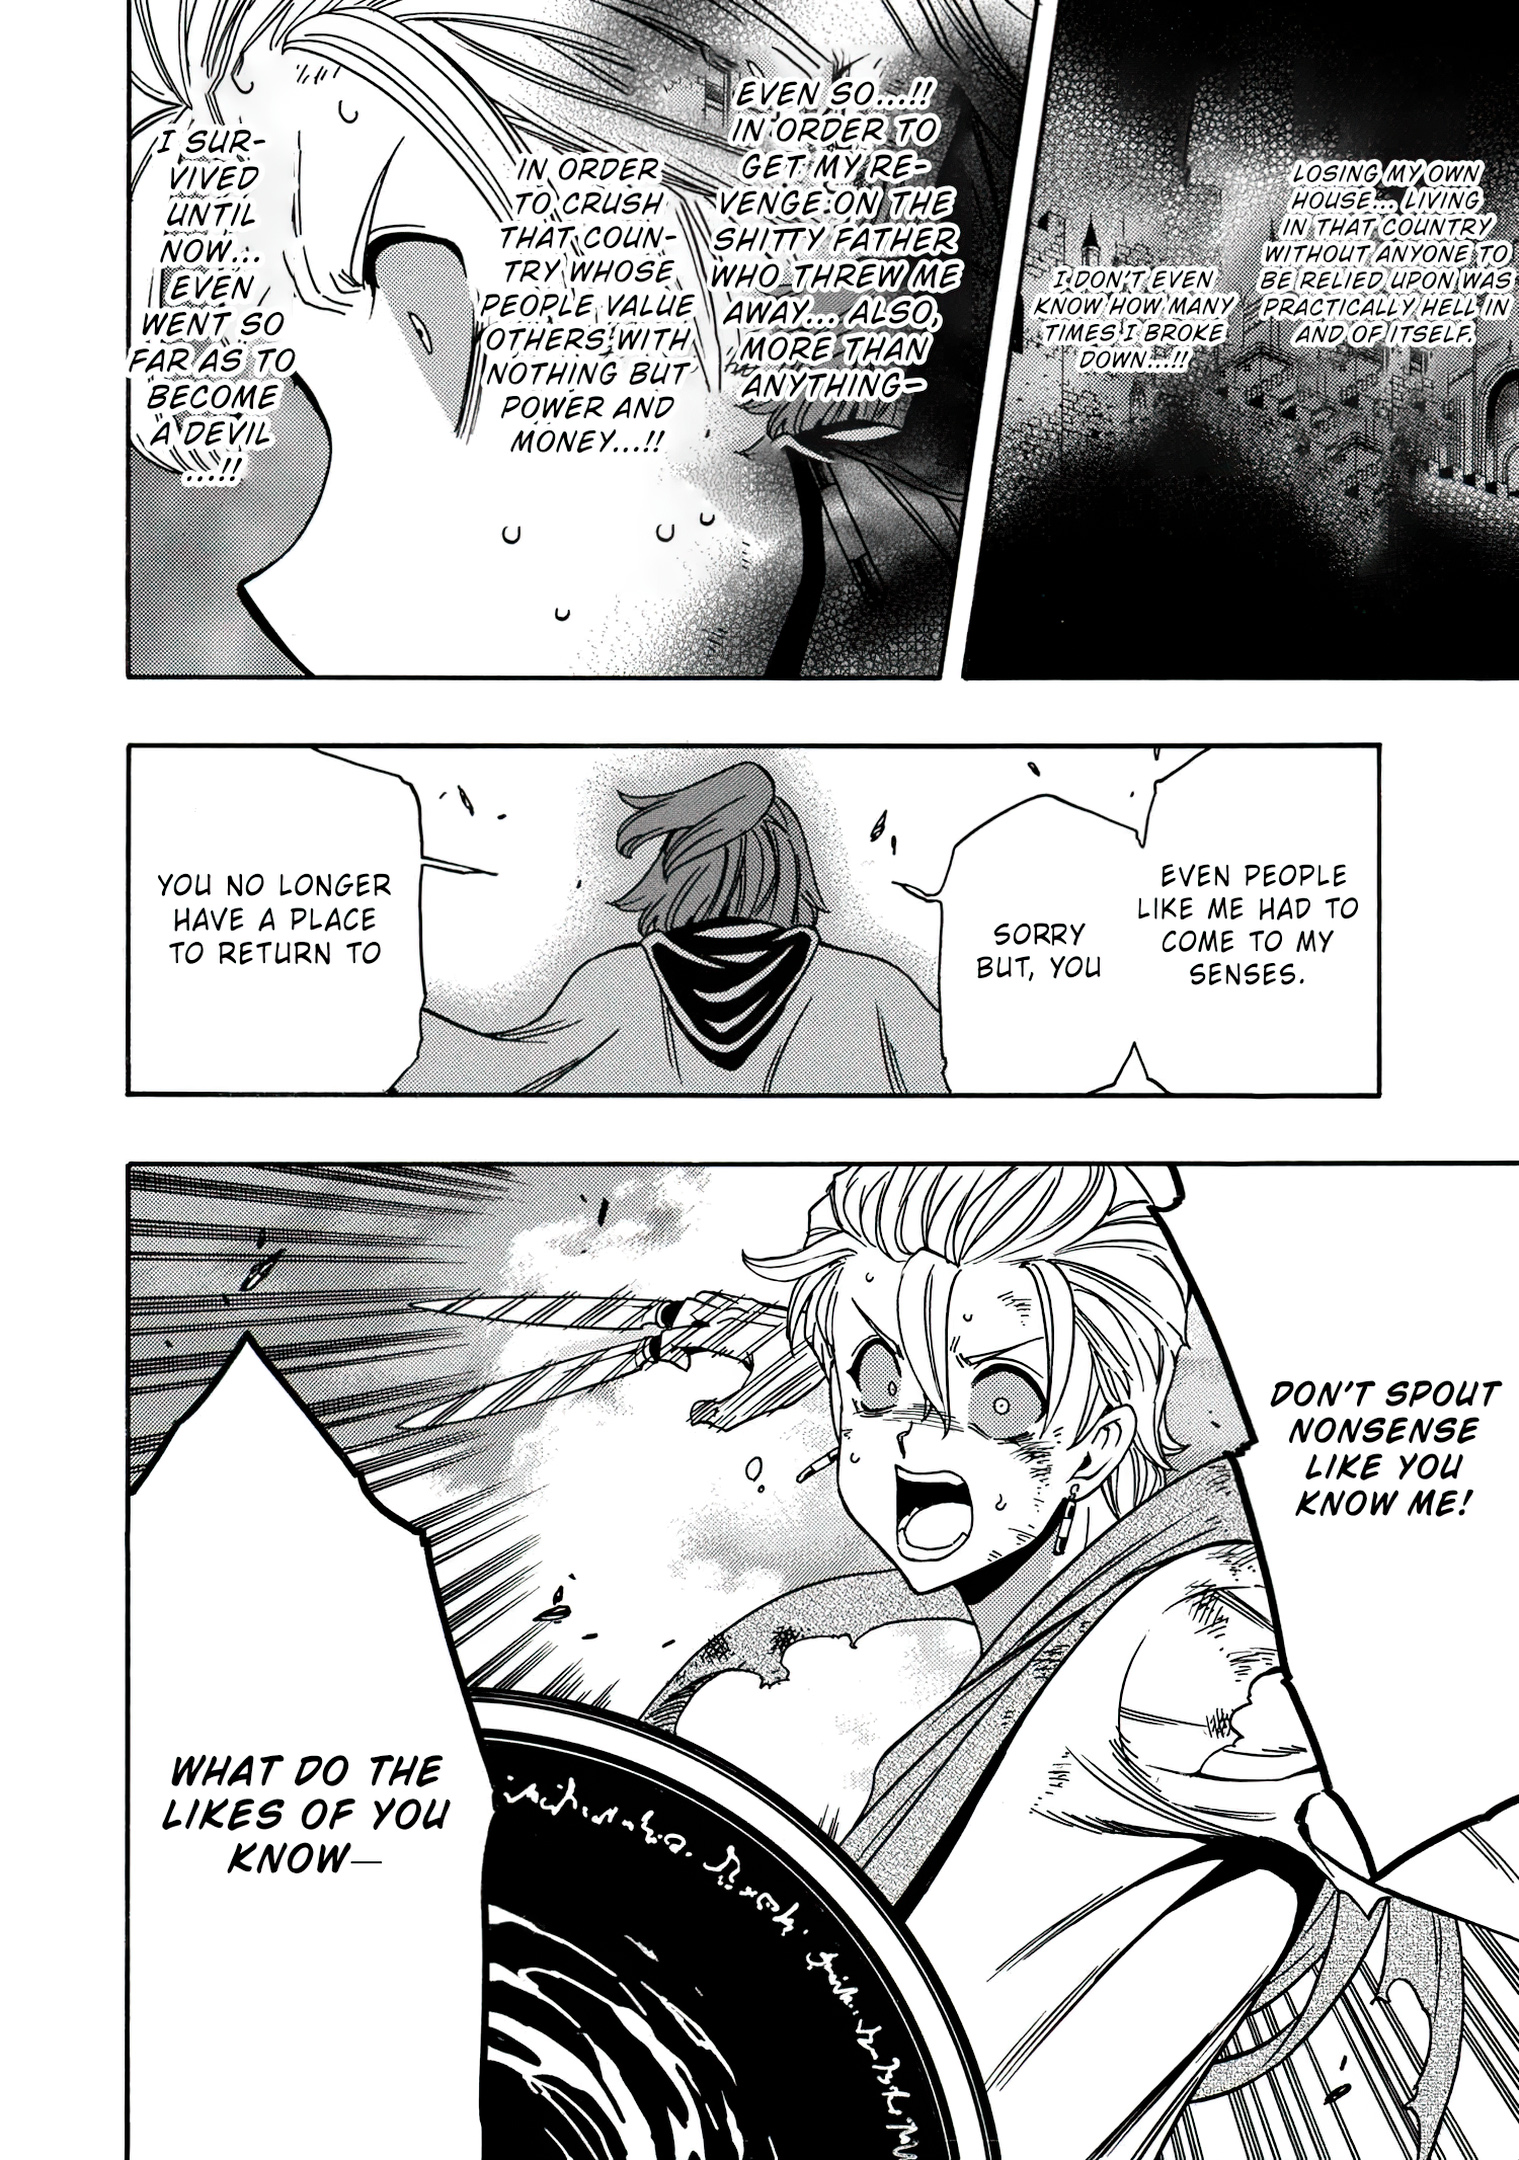 LOSING MY OWN
HOUSE... LIVING
IN THAT COUNTRY
WITHOUT ANYONE TO
BE RELIED UPON WAS
PRACTICALLY HELL IN
AND OF ITSELF.
I DON'T EVEN
KNOW HOW MANY
TIMES I BROKE
DOWN...!!
EVEN SO...!!
IN ORDER TO
GET MY RE-
VENGE ON THE
SHITTY FATHER
WHO THREW ME
AWAY... ALSO,
MORE THAN
ANYTHING—
IN ORDER
TO CRUSH
THAT COUN-
TRY WHOSE
PEOPLE VALUE
OTHERS WITH
NOTHING BUT
POWER AND
MONEY...!!
I SUR-
VIVED
UNTIL
NOW...
EVEN
WENT SO
FAR AS TO
BECOME
A DEVIL
...!!
EVEN PEOPLE
LIKE ME HAD TO
COME TO MY
SENSES.
SORRY
BUT, YOU
YOU NO LONGER
HAVE A PLACE
TO RETURN TO
DON'T SPOUT
NONSENSE
LIKE YOU
KNOW ME!
WHAT DO THE
LIKES OF YOU
KNOW—